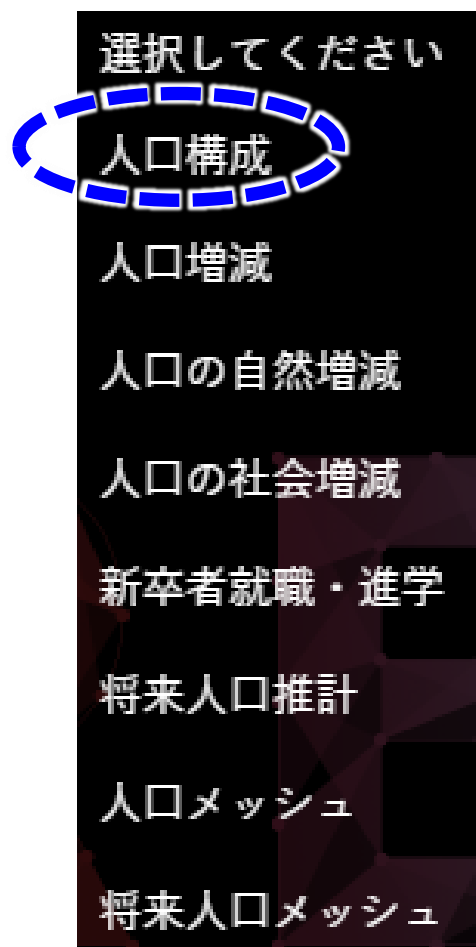 選択してください
人口構成
人口増減
人口の自然増減
人口の社会増減
新卒者就職・進学
将来人口推計
人口メッシュ
将来人口メッシュ